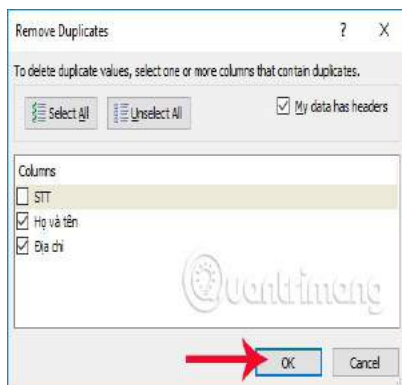 Remove Duplicates ? X
To delete duplicate values, select one or more columns that contain duplicates.
Select All Unselect All My data has headers
Columns
STT
Họ và tên
Địa chỉ
Quantrimang
OK Cancel